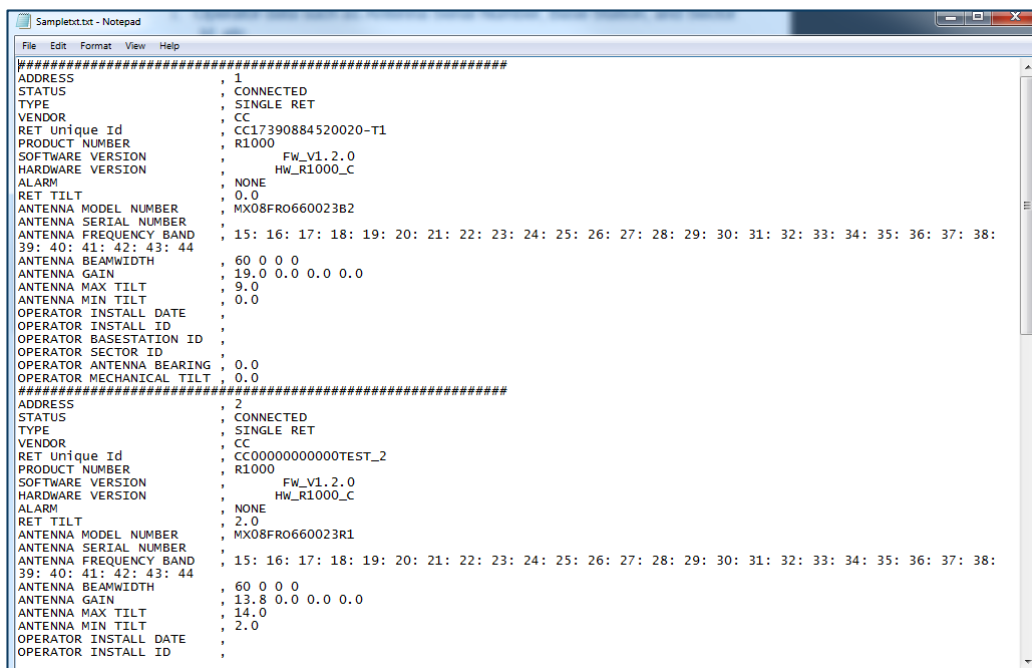 Sampletxt.txt - Notepad
File Edit Format View Help
#############################################################
ADDRESS , 1
STATUS , CONNECTED
TYPE , SINGLE RET
VENDOR , CC
RET Unique Id , CC17390884520020-T1
PRODUCT NUMBER , R1000
SOFTWARE VERSION , FW_V1.2.0
HARDWARE VERSION , HW_R1000_C
ALARM , NONE
RET TILT , 0.0
ANTENNA MODEL NUMBER , MX08FRO660023B2
ANTENNA SERIAL NUMBER ,
ANTENNA FREQUENCY BAND , 15: 16: 17: 18: 19: 20: 21: 22: 23: 24: 25: 26: 27: 28: 29: 30: 31: 32: 33: 34: 35: 36: 37: 38:
39: 40: 41: 42: 43: 44
ANTENNA BEAMWIDTH , 60 0 0 0
ANTENNA GAIN , 19.0 0.0 0.0 0.0
ANTENNA MAX TILT , 9.0
ANTENNA MIN TILT , 0.0
OPERATOR INSTALL DATE ,
OPERATOR INSTALL ID ,
OPERATOR BASESTATION ID ,
OPERATOR SECTOR ID ,
OPERATOR ANTENNA BEARING , 0.0
OPERATOR MECHANICAL TILT , 0.0
#############################################################
ADDRESS , 2
STATUS , CONNECTED
TYPE , SINGLE RET
VENDOR , CC
RET Unique Id , CC00000000000TEST_2
PRODUCT NUMBER , R1000
SOFTWARE VERSION , FW_V1.2.0
HARDWARE VERSION , HW_R1000_C
ALARM , NONE
RET TILT , 2.0
ANTENNA MODEL NUMBER , MX08FRO660023R1
ANTENNA SERIAL NUMBER ,
ANTENNA FREQUENCY BAND , 15: 16: 17: 18: 19: 20: 21: 22: 23: 24: 25: 26: 27: 28: 29: 30: 31: 32: 33: 34: 35: 36: 37: 38:
39: 40: 41: 42: 43: 44
ANTENNA BEAMWIDTH , 60 0 0 0
ANTENNA GAIN , 13.8 0.0 0.0 0.0
ANTENNA MAX TILT , 14.0
ANTENNA MIN TILT , 2.0
OPERATOR INSTALL DATE ,
OPERATOR INSTALL ID ,